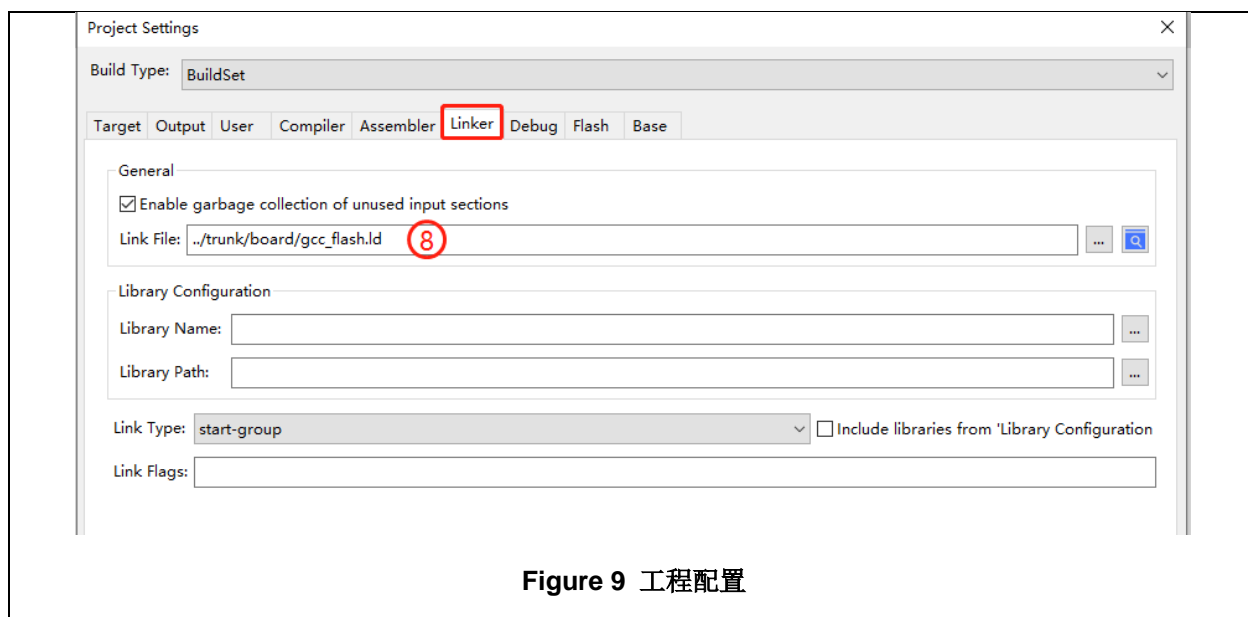 Project Settings
Build Type: BuildSet
Target Output User Compiler Assembler Linker Debug Flash Base
General
Enable garbage collection of unused input sections
Link File: ../trunk/board/gcc_flash.ld ⑧ ...
Library Configuration
Library Name: ...
Library Path: ...
Link Type: start-group Include libraries from 'Library Configuration
Link Flags:
Figure 9 工程配置